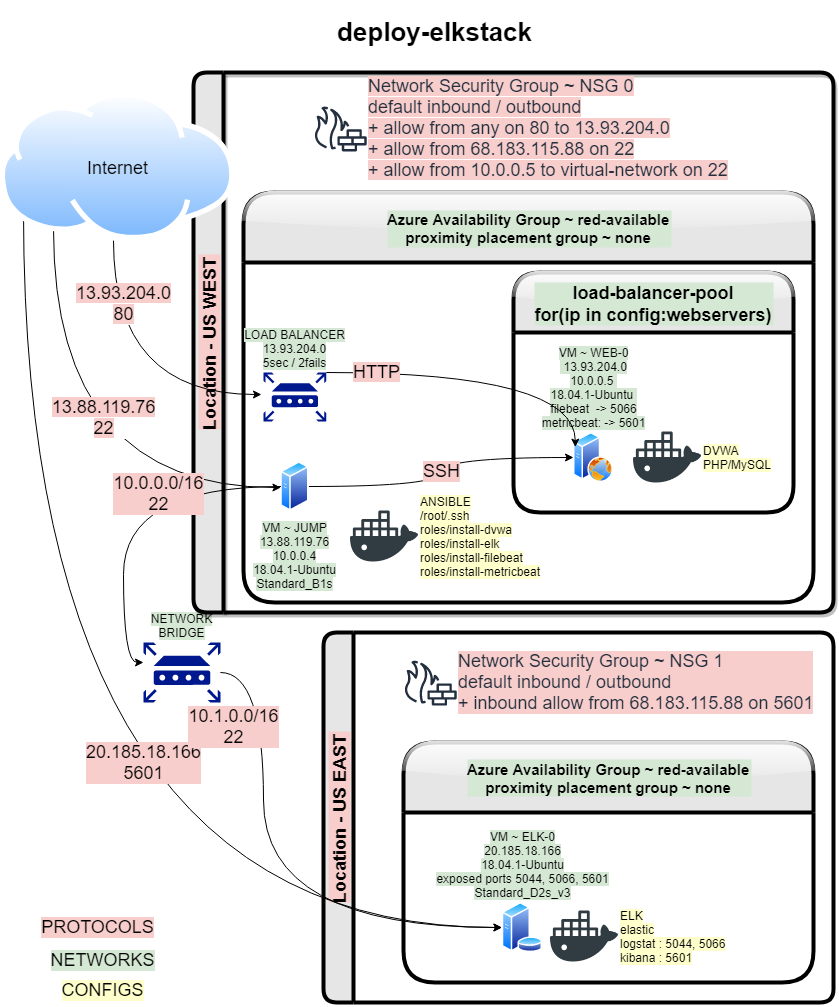 deploy-elkstack
Network Security Group ~ NSG 0
default inbound / outbound
+ allow from any on 80 to 13.93.204.0
+ allow from 68.183.115.88 on 22
+ allow from 10.0.0.5 to virtual-network on 22
Internet
Azure Availability Group ~ red-available
proximity placement group ~ none
Location - US WEST
13.93.204.0
80
load-balancer-pool
for(ip in config:webservers)
LOAD BALANCER
13.93.204.0
5sec / 2fails
HTTP
VM ~ WEB-0
13.93.204.0
10.0.0.5
18.04.1-Ubuntu
filebeat -> 5066
metricbeat: -> 5601
DVWA
PHP/MySQL
13.88.119.76
22
SSH
10.0.0.0/16
22
VM ~ JUMP
13.88.119.76
10.0.0.4
18.04.1-Ubuntu
Standard_B1s
ANSIBLE
/root/.ssh
roles/install-dvwa
roles/install-elk
roles/install-filebeat
roles/install-metricbeat
NETWORK
BRIDGE
10.1.0.0/16
22
20.185.18.166
5601
Network Security Group ~ NSG 1
default inbound / outbound
+ inbound allow from 68.183.115.88 on 5601
Location - US EAST
Azure Availability Group ~ red-available
proximity placement group ~ none
VM ~ ELK-0
20.185.18.166
18.04.1-Ubuntu
exposed ports 5044, 5066, 5601
Standard_D2s_v3
ELK
elastic
logstat : 5044, 5066
kibana : 5601
PROTOCOLS
NETWORKS
CONFIGS